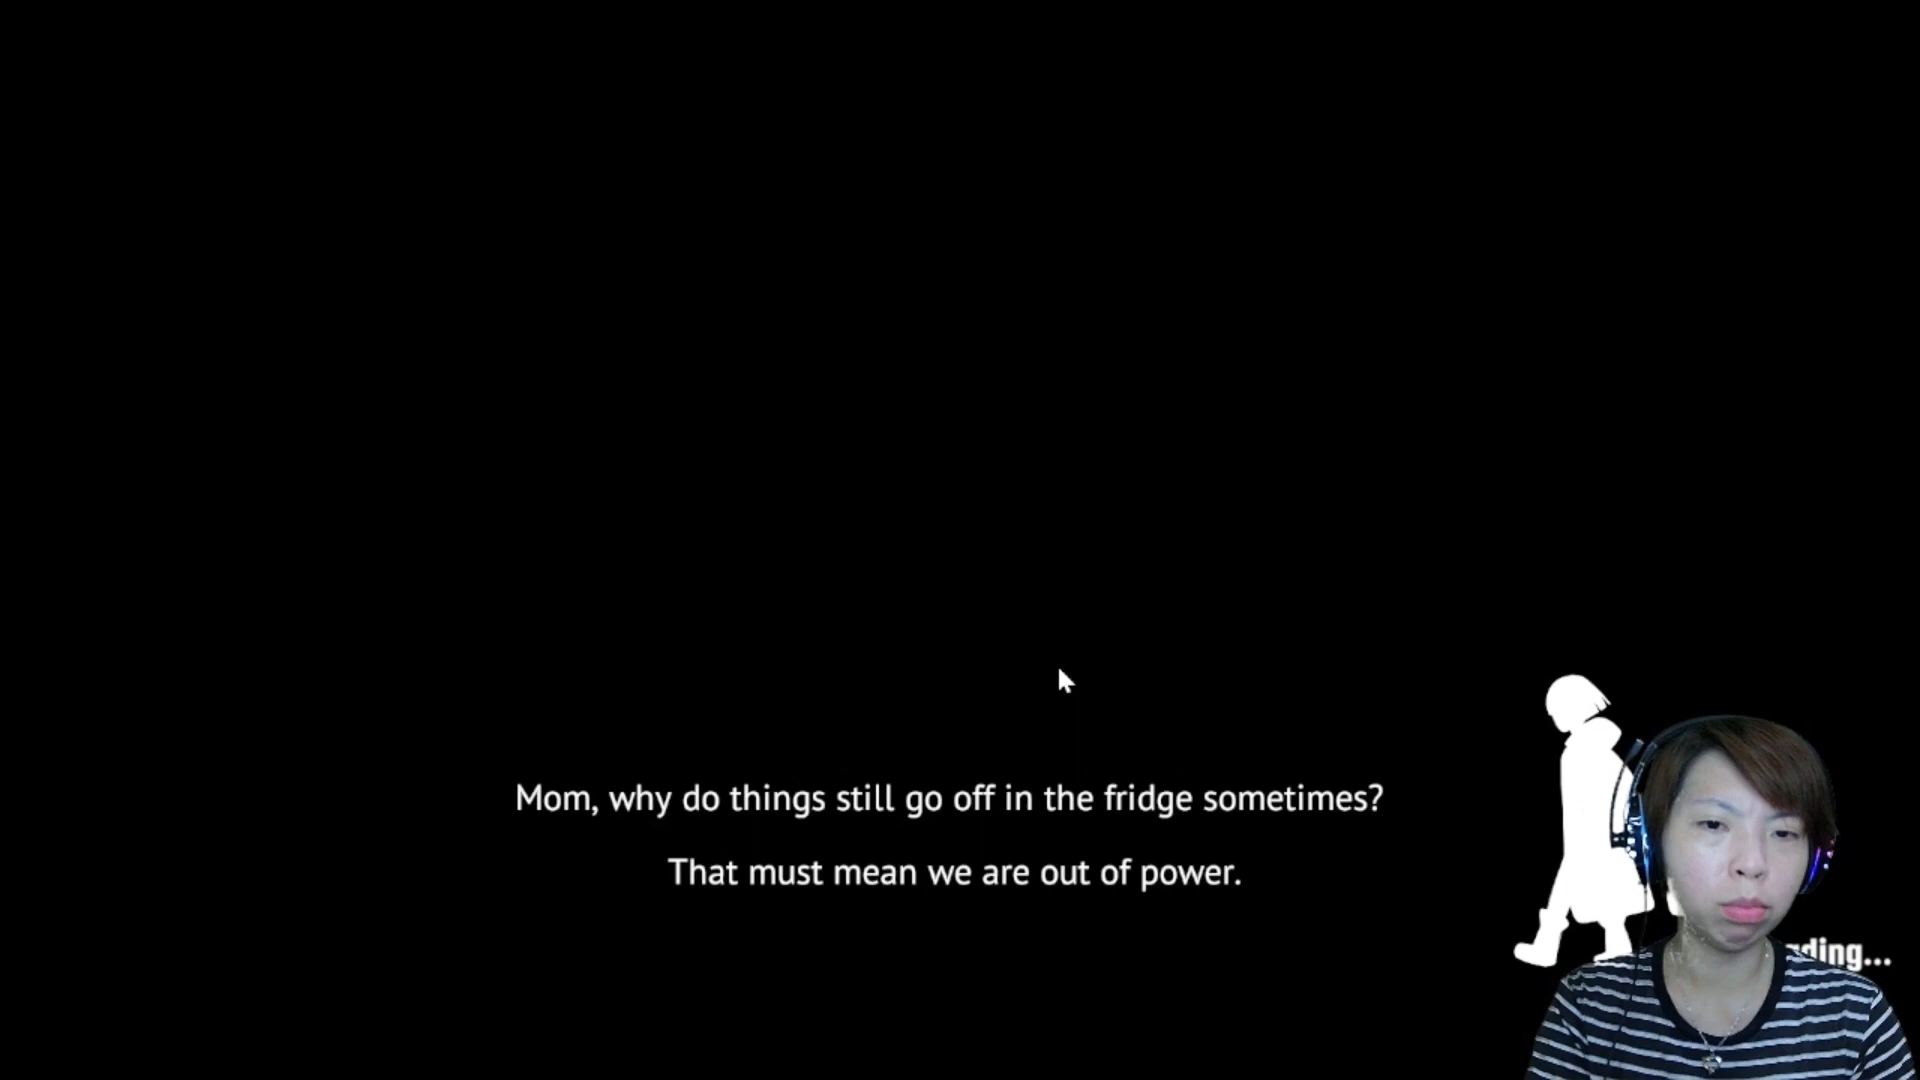 Mom, why do things still go off in the fridge sometimes?
That must mean we are out of power.